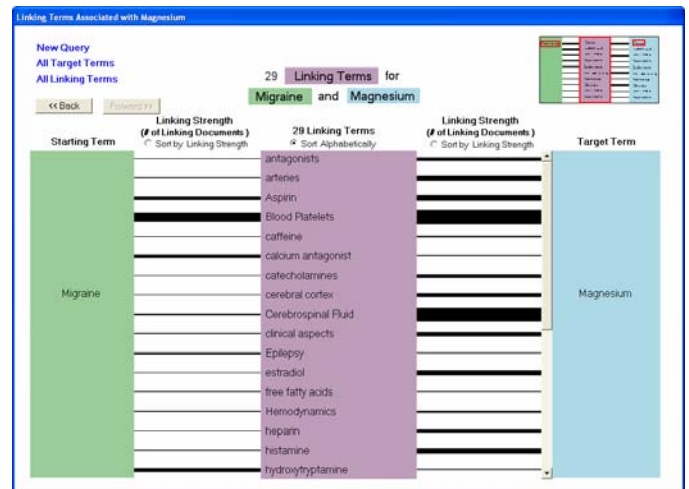 Linking Terms Associated with Magnesium
New Query
All Target Terms
All Linking Terms
29 Linking Terms for
Migraine and Magnesium
<< Back Forward >>
Linking Strength
(# of Linking Documents)
Sort by Linking Strength
29 Linking Terms
Sort Alphabetically
Linking Strength
(# of Linking Documents)
Sort by Linking Strength
Starting Term
Target Term
antagonists
arteries
Aspirin
Blood Platelets
caffeine
calcium antagonist
catecholamines
Migraine
cerebral cortex
Magnesium
Cerebrospinal Fluid
clinical aspects
Epilepsy
estradiol
free fatty acids
Hemodynamics
heparin
histamine
hydroxytryptamine